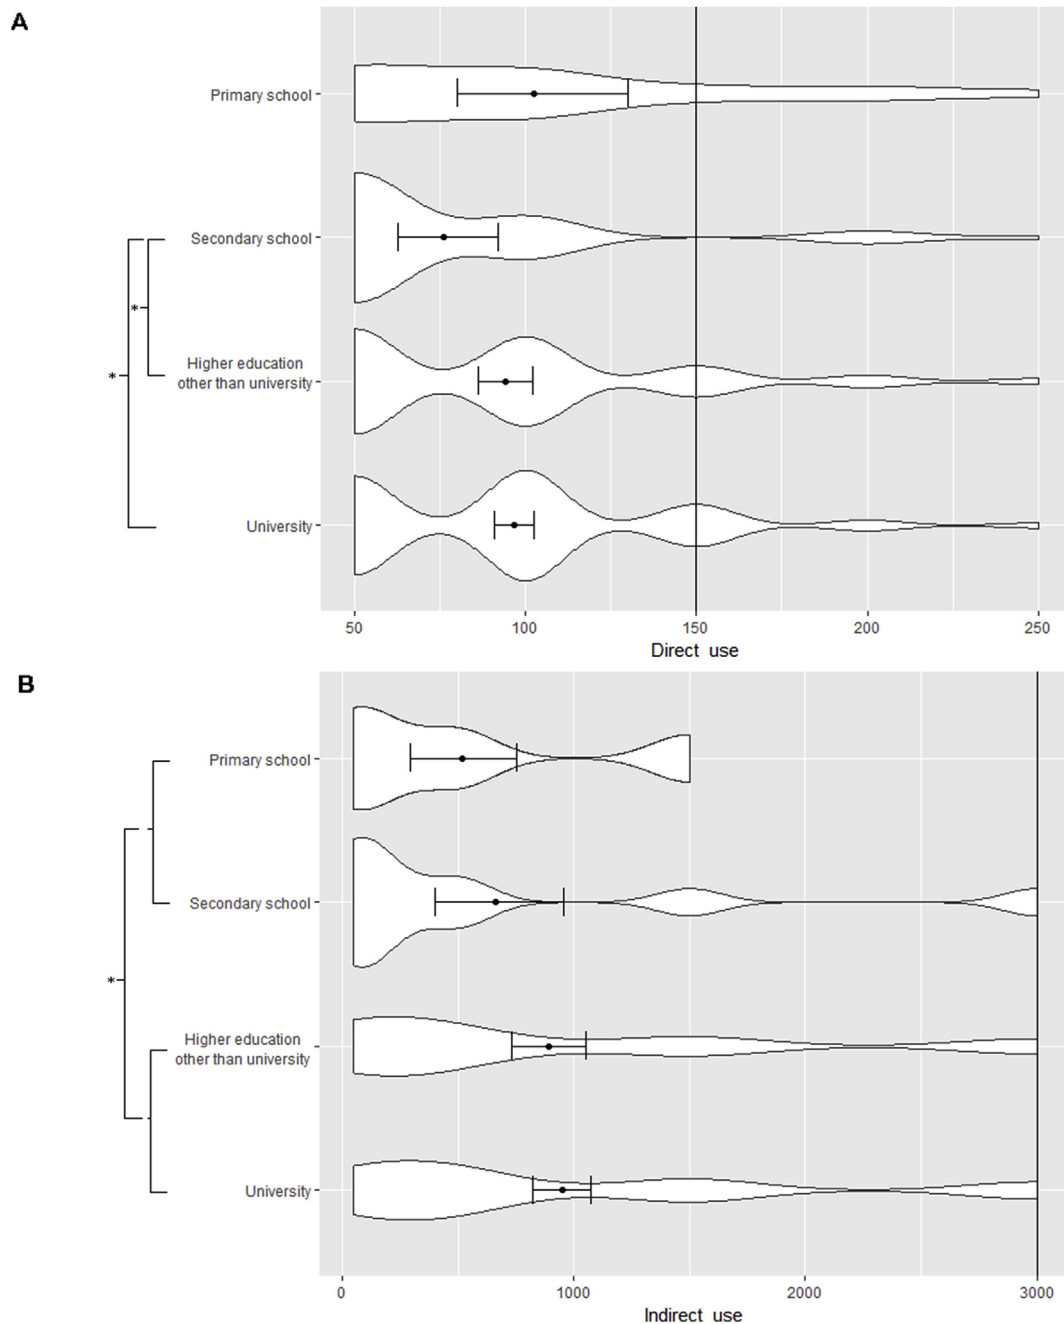 A
Primary school
Secondary school
*
Higher education
other than university
*
University
50 100 150 200 250
Direct use
B
Primary school
Secondary school
*
Higher education
other than university
University
0 1000 2000 3000
Indirect use